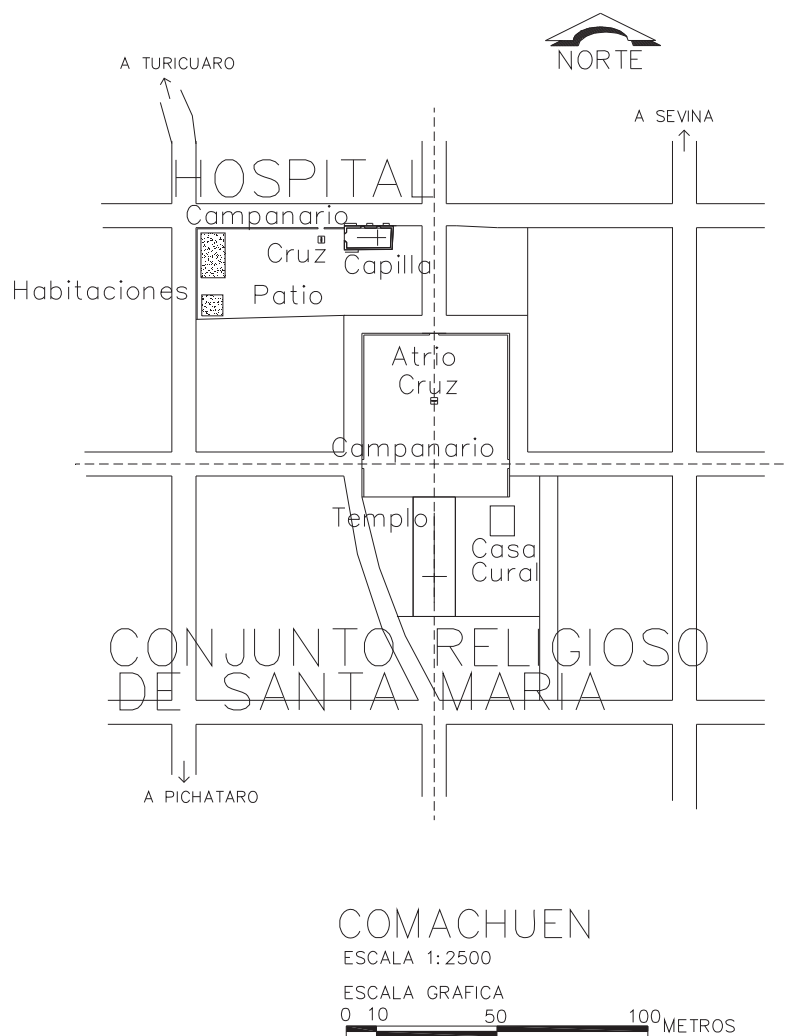 NORTE
A TURICUARO
A SEVINA
HOSPITAL
Campanario
Cruz
Capilla
Habitaciones
Patio
Atrio
Cruz
Campanario
Templo
Casa
Cural
CONJUNTO RELIGIOSO
DE SANTA MARIA
A PICHATARO
COMACHUEN
ESCALA 1:2500
ESCALA GRAFICA
0 10 50 100 METROS